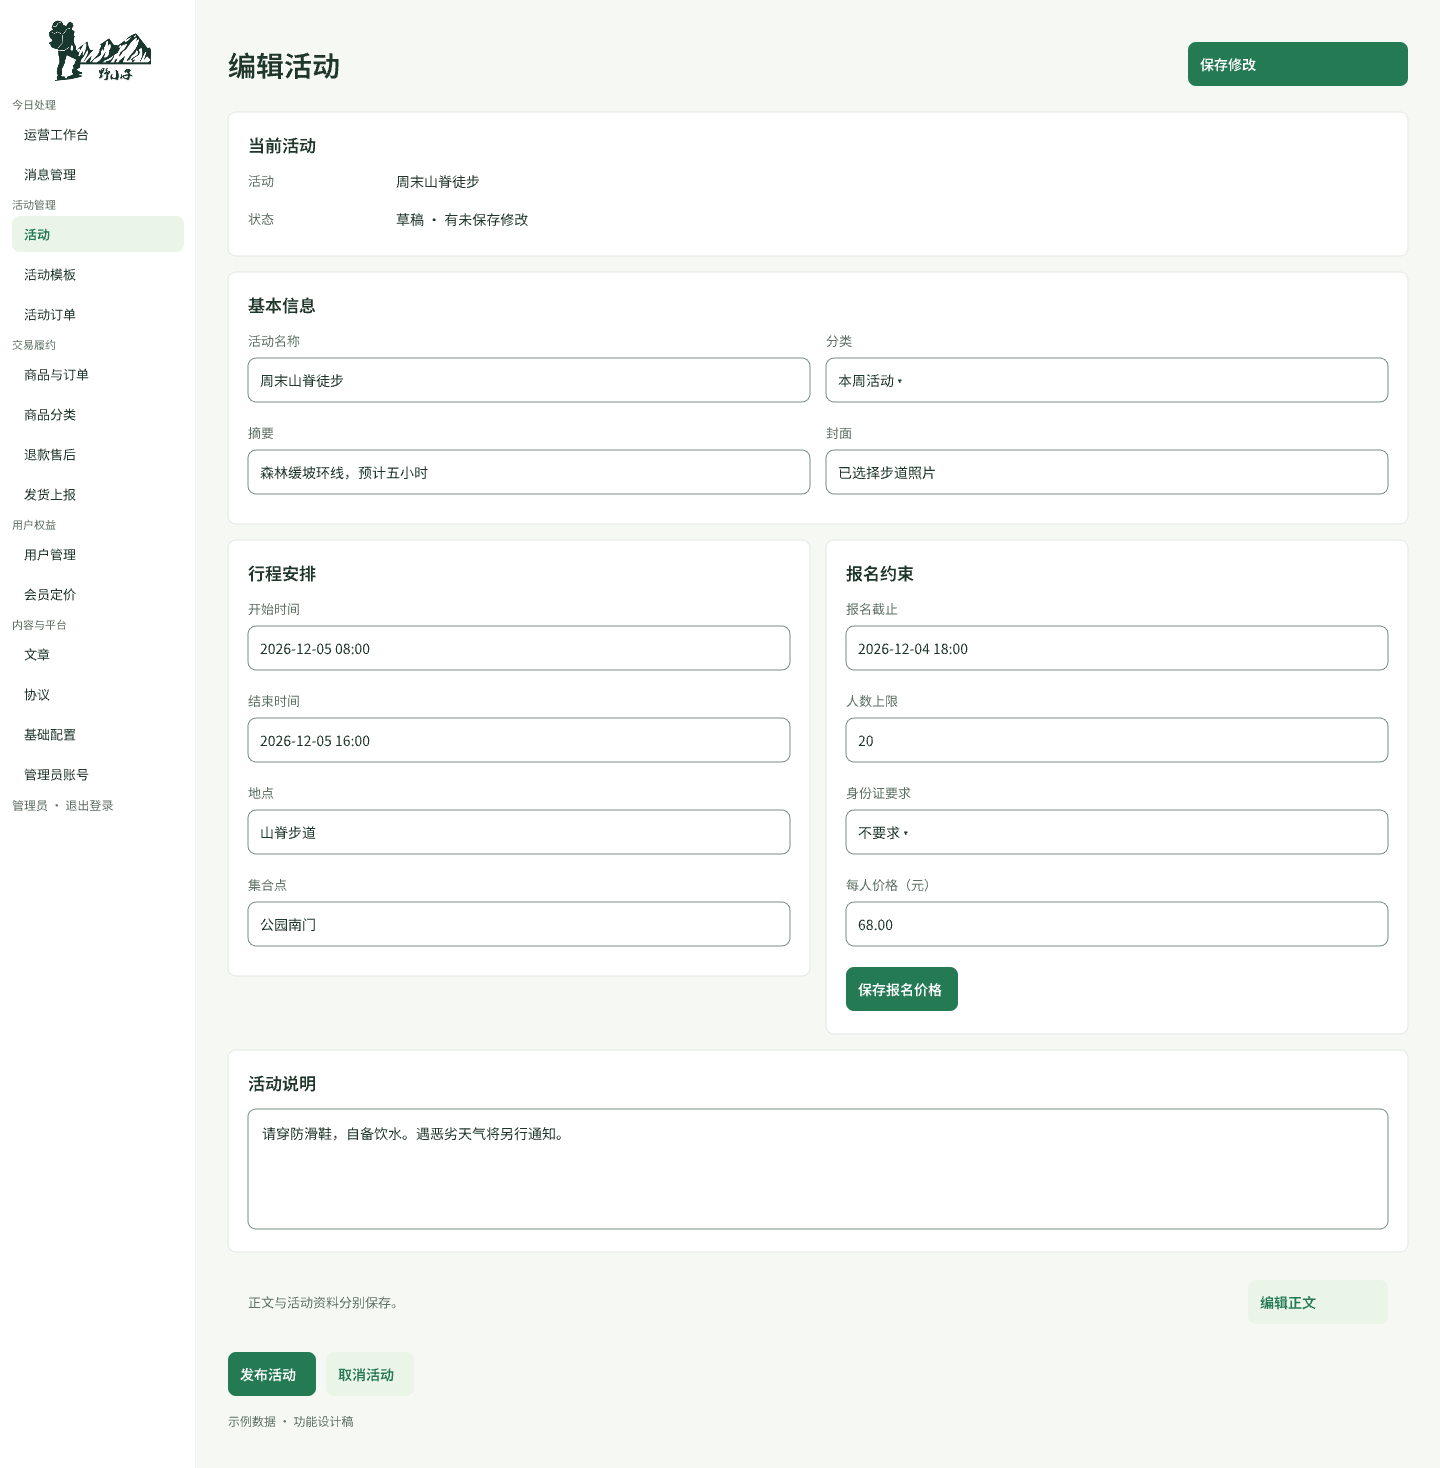 野山子
今日处理
运营工作台
消息管理
活动管理
活动
活动模板
活动订单
交易履约
商品与订单
商品分类
退款售后
发货上报
用户权益
用户管理
会员定价
内容与平台
文章
协议
基础配置
管理员账号
管理员 · 退出登录
编辑活动
保存修改
当前活动
活动 周末山脊徒步
状态 草稿 · 有未保存修改
基本信息
活动名称
周末山脊徒步
分类
本周活动
摘要
森林缓坡环线，预计五小时
封面
已选择步道照片
行程安排
开始时间
2026-12-05 08:00
结束时间
2026-12-05 16:00
地点
山脊步道
集合点
公园南门
报名约束
报名截止
2026-12-04 18:00
人数上限
20
身份证要求
不要求
每人价格（元）
68.00
保存报名价格
活动说明
请穿防滑鞋，自备饮水。遇恶劣天气将另行通知。
正文与活动资料分别保存。
编辑正文
发布活动
取消活动
示例数据 · 功能设计稿